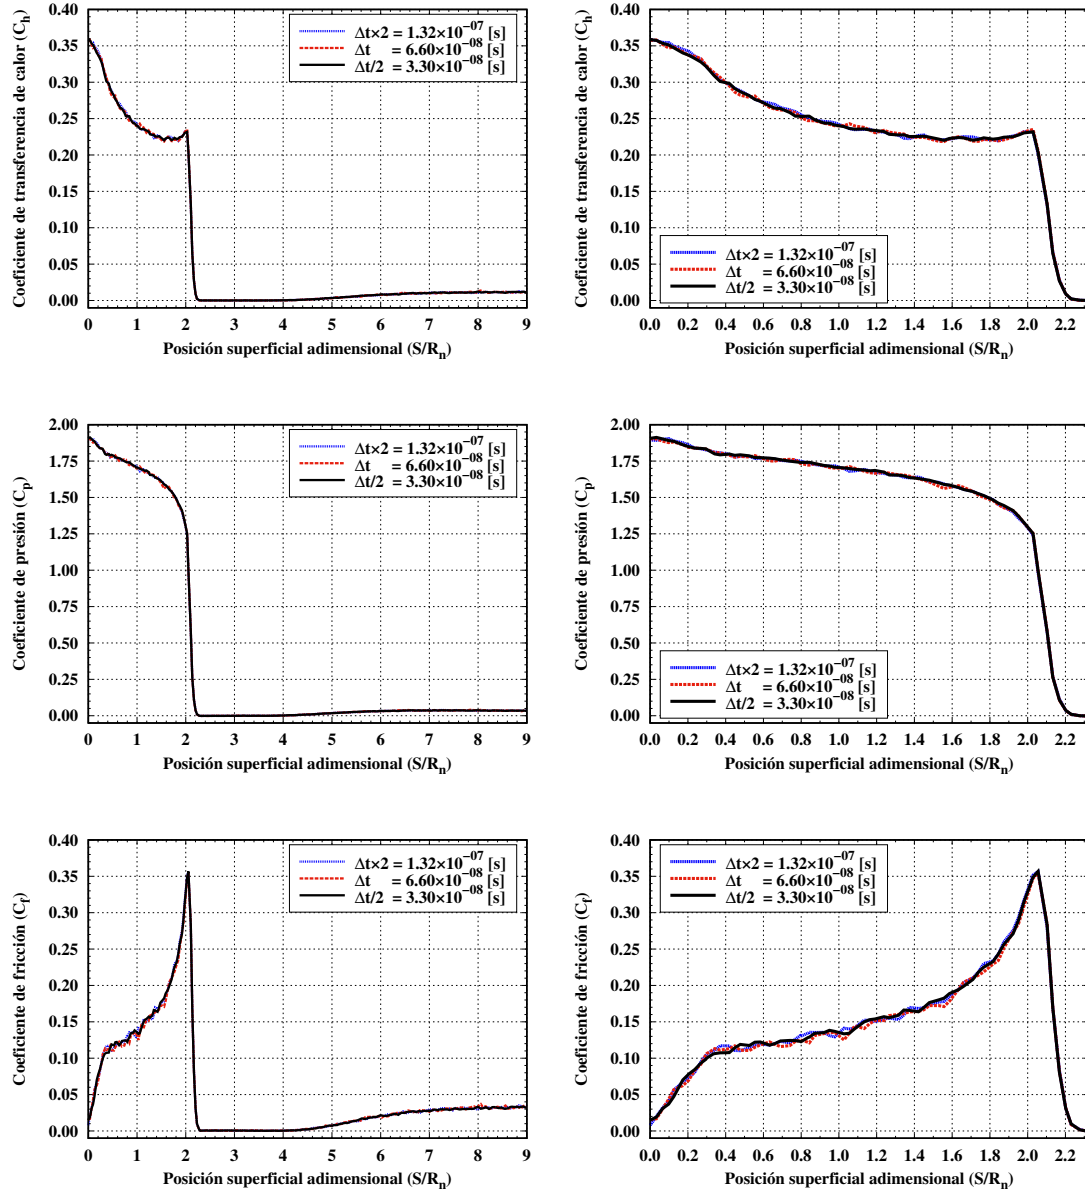 Coeficiente de transferencia de calor (C_h)
0.40
0.35
0.30
0.25
0.20
0.15
0.10
0.05
0.00
Δt×2 = 1.32×10⁻⁰⁷ [s]
Δt = 6.60×10⁻⁰⁸ [s]
Δt/2 = 3.30×10⁻⁰⁸ [s]
0 1 2 3 4 5 6 7 8 9
Posición superficial adimensional (S/R_n)
Coeficiente de transferencia de calor (C_h)
0.40
0.35
0.30
0.25
0.20
0.15
0.10
0.05
0.00
Δt×2 = 1.32×10⁻⁰⁷ [s]
Δt = 6.60×10⁻⁰⁸ [s]
Δt/2 = 3.30×10⁻⁰⁸ [s]
0.0 0.2 0.4 0.6 0.8 1.0 1.2 1.4 1.6 1.8 2.0 2.2
Posición superficial adimensional (S/R_n)
Coeficiente de presión (C_p)
2.00
1.75
1.50
1.25
1.00
0.75
0.50
0.25
0.00
Δt×2 = 1.32×10⁻⁰⁷ [s]
Δt = 6.60×10⁻⁰⁸ [s]
Δt/2 = 3.30×10⁻⁰⁸ [s]
0 1 2 3 4 5 6 7 8 9
Posición superficial adimensional (S/R_n)
Coeficiente de presión (C_p)
2.00
1.75
1.50
1.25
1.00
0.75
0.50
0.25
0.00
Δt×2 = 1.32×10⁻⁰⁷ [s]
Δt = 6.60×10⁻⁰⁸ [s]
Δt/2 = 3.30×10⁻⁰⁸ [s]
0.0 0.2 0.4 0.6 0.8 1.0 1.2 1.4 1.6 1.8 2.0 2.2
Posición superficial adimensional (S/R_n)
Coeficiente de fricción (C_f)
0.40
0.35
0.30
0.25
0.20
0.15
0.10
0.05
0.00
Δt×2 = 1.32×10⁻⁰⁷ [s]
Δt = 6.60×10⁻⁰⁸ [s]
Δt/2 = 3.30×10⁻⁰⁸ [s]
0 1 2 3 4 5 6 7 8 9
Posición superficial adimensional (S/R_n)
Coeficiente de fricción (C_f)
0.40
0.35
0.30
0.25
0.20
0.15
0.10
0.05
0.00
Δt×2 = 1.32×10⁻⁰⁷ [s]
Δt = 6.60×10⁻⁰⁸ [s]
Δt/2 = 3.30×10⁻⁰⁸ [s]
0.0 0.2 0.4 0.6 0.8 1.0 1.2 1.4 1.6 1.8 2.0 2.2
Posición superficial adimensional (S/R_n)